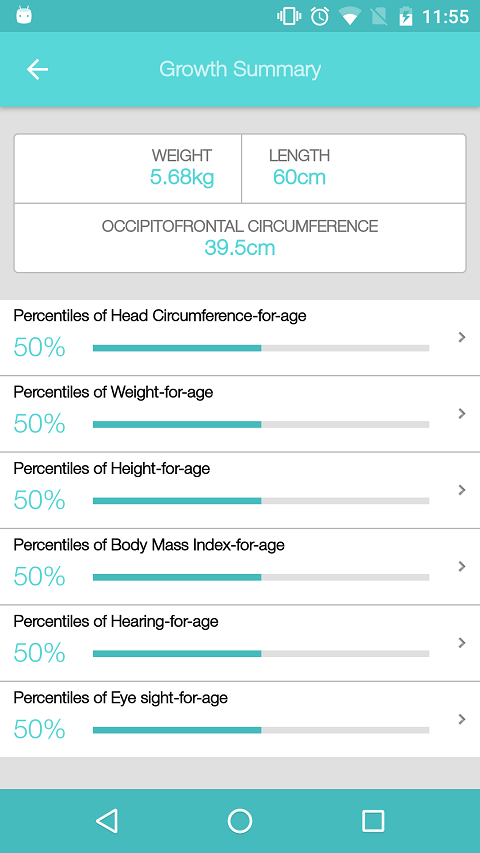 11:55
Growth Summary
WEIGHT
5.68kg
LENGTH
60cm
OCCIPITOFRONTAL CIRCUMFERENCE
39.5cm
Percentiles of Head Circumference-for-age
50%
Percentiles of Weight-for-age
50%
Percentiles of Height-for-age
50%
Percentiles of Body Mass Index-for-age
50%
Percentiles of Hearing-for-age
50%
Percentiles of Eye sight-for-age
50%